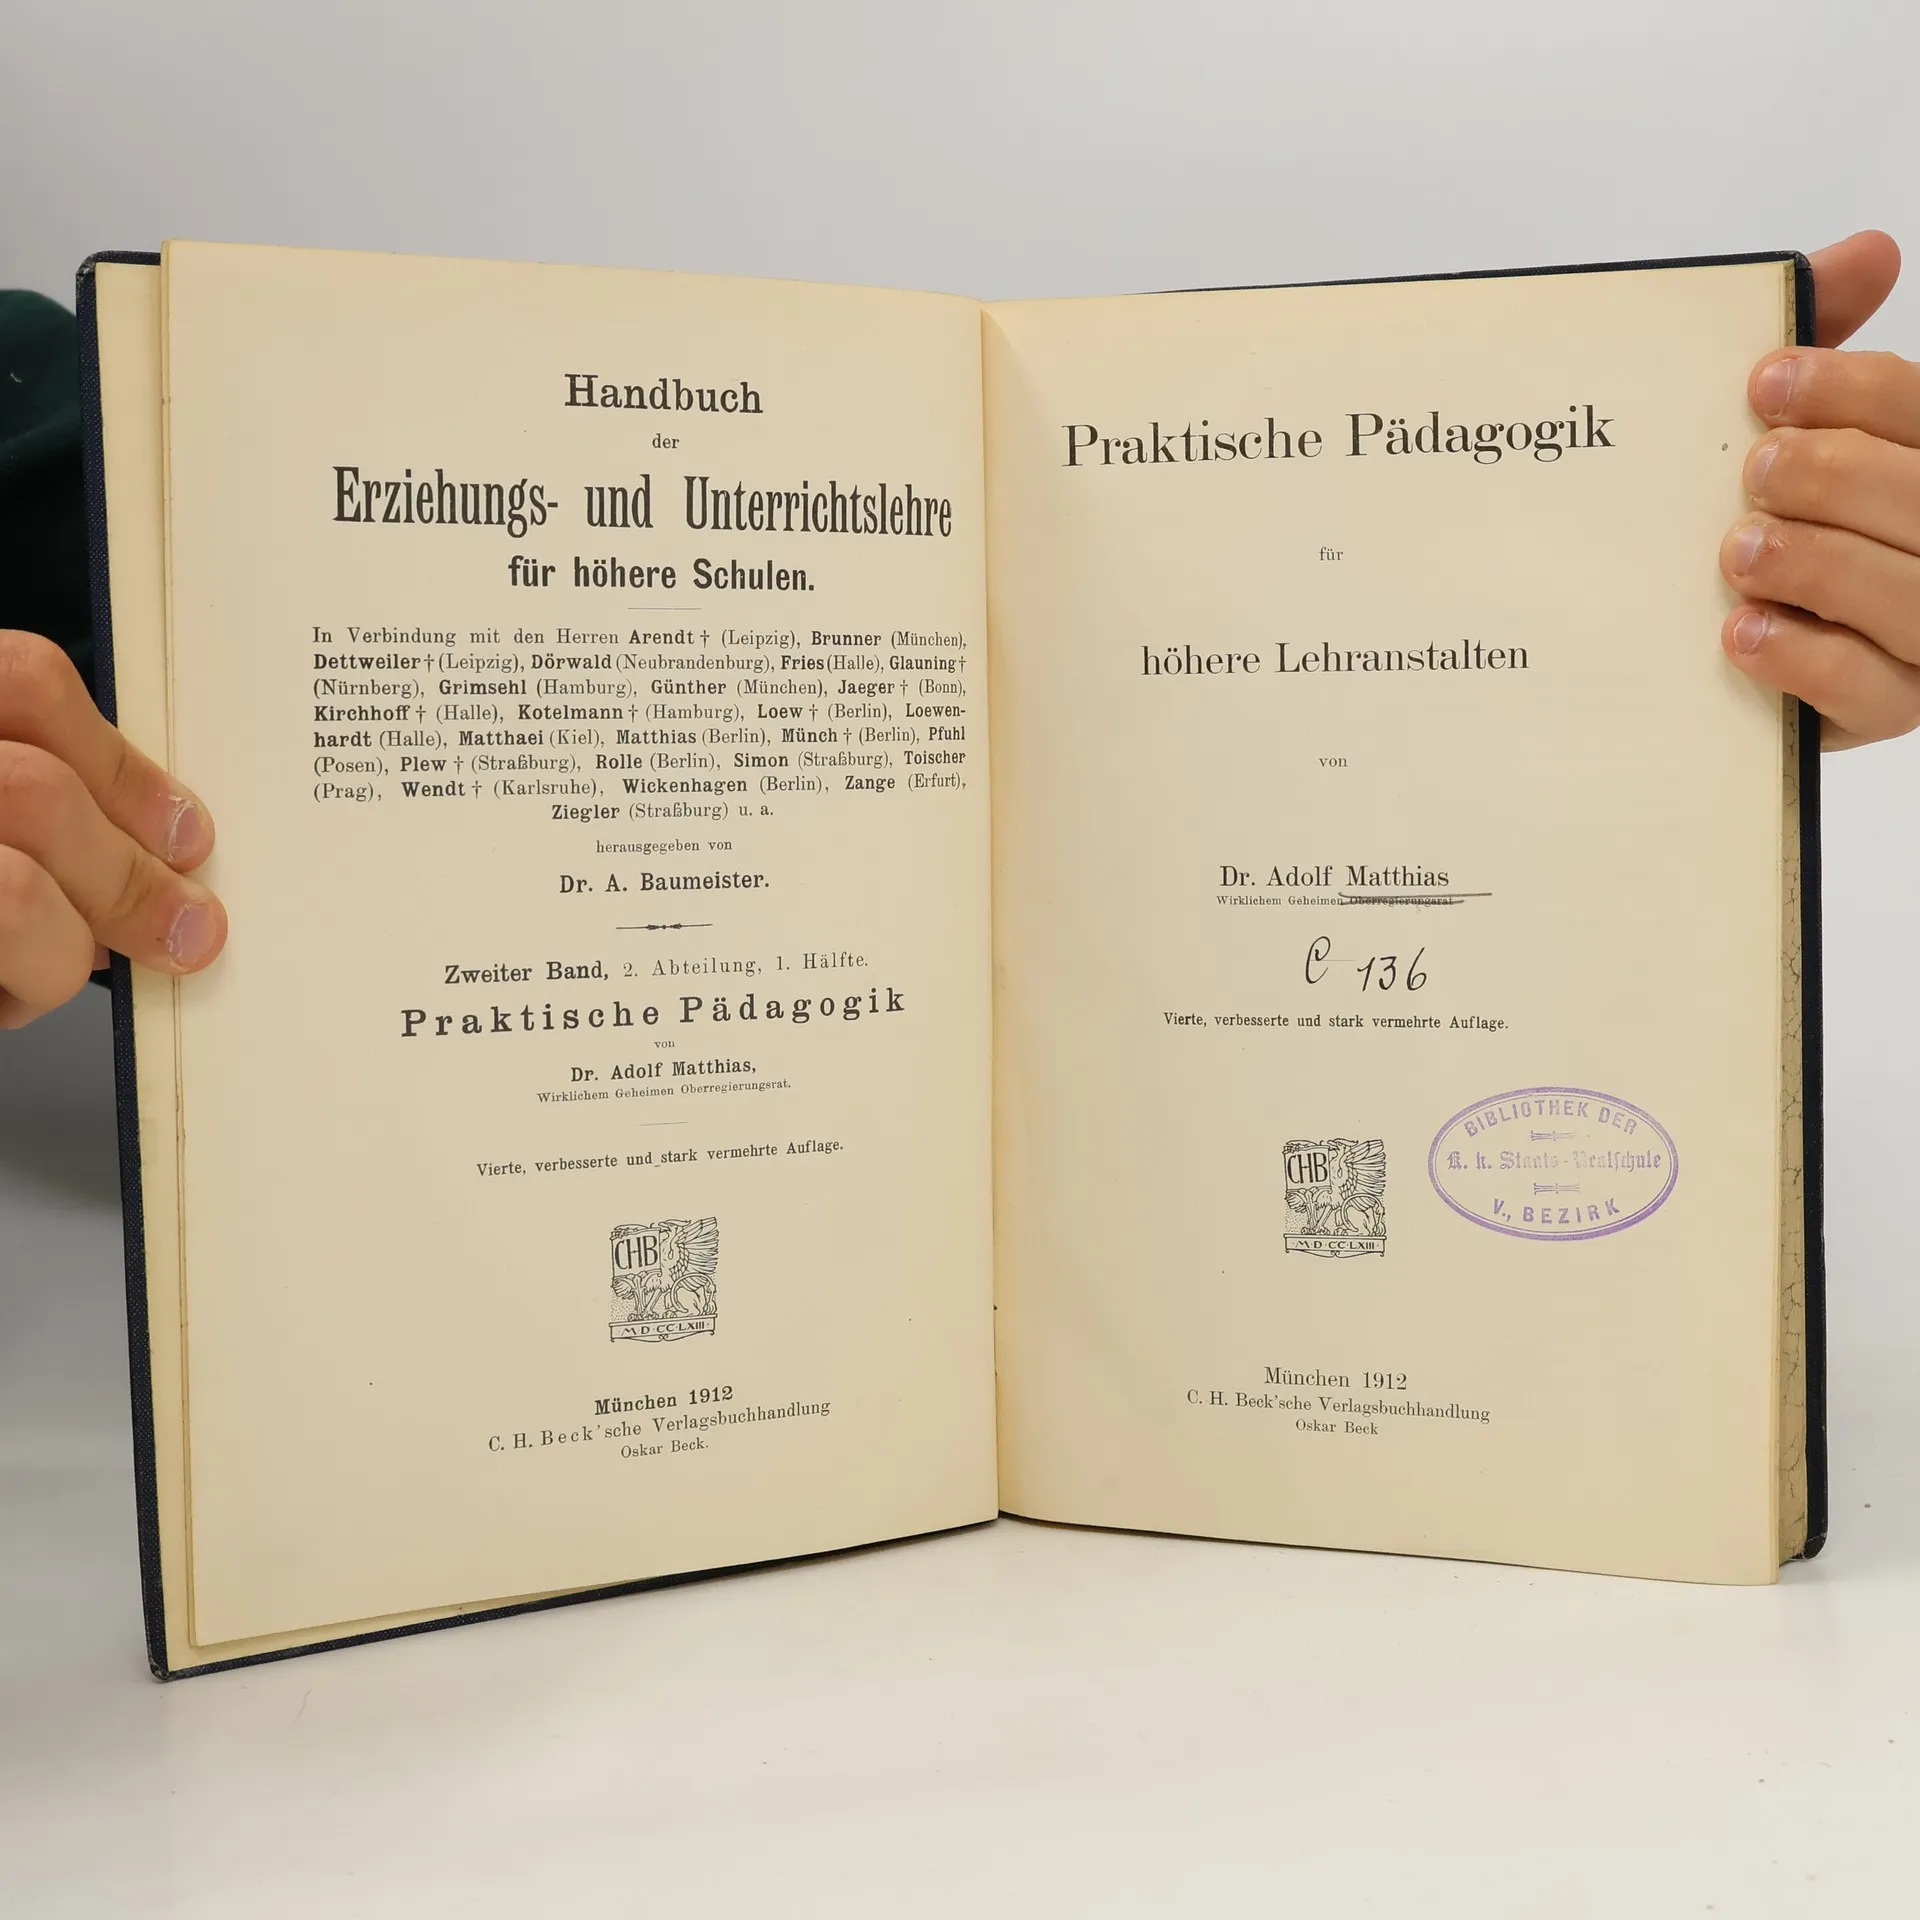 Handbuch
der
Erziehungs- und Unterrichtslehre
für höhere Schulen.
In Verbindung mit den Herren Arendt † (Leipzig), Brunner (München),
Dettweiler † (Leipzig), Dörwald (Neubrandenburg), Fries (Halle), Glauning †
(Nürnberg), Grimsehl (Hamburg), Günther (München), Jaeger † (Bonn),
Kirchhoff † (Halle), Kotelmann † (Hamburg), Loew † (Berlin), Loewen-
hardt (Halle), Matthaei (Kiel), Matthias (Berlin), Münch † (Berlin), Pfuhl
(Posen), Plew † (Straßburg), Rolle (Berlin), Simon (Straßburg), Toischer
(Prag), Wendt † (Karlsruhe), Wickenhagen (Berlin), Zange (Erfurt),
Ziegler (Straßburg) u. a.
herausgegeben von
Dr. A. Baumeister.
Zweiter Band, 2. Abteilung, 1. Hälfte.
Praktische Pädagogik
von
Dr. Adolf Matthias,
Wirklichem Geheimen Oberregierungsrat.
Vierte, verbesserte und stark vermehrte Auflage.
CHB
M·D·CC·LXIII
München 1912
C. H. Beck'sche Verlagsbuchhandlung
Oskar Beck.
Praktische Pädagogik
für
höhere Lehranstalten
von
Dr. Adolf Matthias
Wirklichem Geheimen Oberregierungsrat
C 136
Vierte, verbesserte und stark vermehrte Auflage.
CHB
·M·D·CC·LXIII·
BIBLIOTHEK DER
K. k. Staats-Realschule
V., BEZIRK
München 1912
C. H. Beck'sche Verlagsbuchhandlung
Oskar Beck